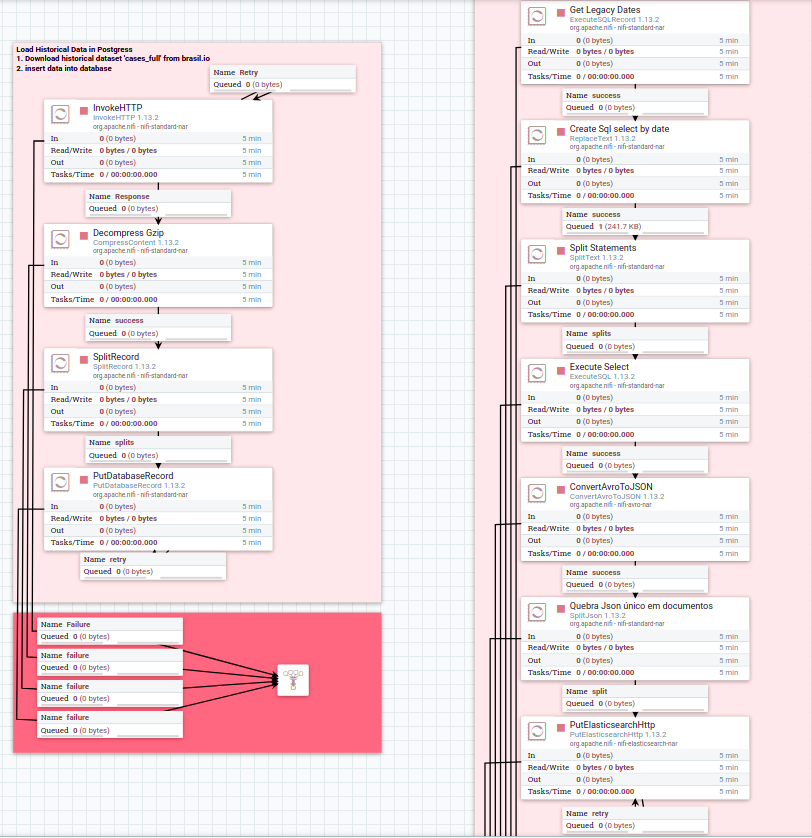 Load Historical Data in Postgress
1. Download historical dataset 'cases_full' from brasil.io
2. insert data into database
Name Retry
Queued 0 (0 bytes)
InvokeHTTP
InvokeHTTP 1.13.2
org.apache.nifi - nifi-standard-nar
In 0 (0 bytes) 5 min
Read/Write 0 bytes / 0 bytes 5 min
Out 0 (0 bytes) 5 min
Tasks/Time 0 / 00:00:00.000 5 min
Name Response
Queued 0 (0 bytes)
Decompress Gzip
CompressContent 1.13.2
org.apache.nifi - nifi-standard-nar
In 0 (0 bytes) 5 min
Read/Write 0 bytes / 0 bytes 5 min
Out 0 (0 bytes) 5 min
Tasks/Time 0 / 00:00:00.000 5 min
Name success
Queued 0 (0 bytes)
SplitRecord
SplitRecord 1.13.2
org.apache.nifi - nifi-standard-nar
In 0 (0 bytes) 5 min
Read/Write 0 bytes / 0 bytes 5 min
Out 0 (0 bytes) 5 min
Tasks/Time 0 / 00:00:00.000 5 min
Name splits
Queued 0 (0 bytes)
PutDatabaseRecord
PutDatabaseRecord 1.13.2
org.apache.nifi - nifi-standard-nar
In 0 (0 bytes) 5 min
Read/Write 0 bytes / 0 bytes 5 min
Out 0 (0 bytes) 5 min
Tasks/Time 0 / 00:00:00.000 5 min
Name retry
Queued 0 (0 bytes)
Name Failure
Queued 0 (0 bytes)
Name failure
Queued 0 (0 bytes)
Name failure
Queued 0 (0 bytes)
Name failure
Queued 0 (0 bytes)
Get Legacy Dates
ExecuteSQLRecord 1.13.2
org.apache.nifi - nifi-standard-nar
In 0 (0 bytes) 5 min
Read/Write 0 bytes / 0 bytes 5 min
Out 0 (0 bytes) 5 min
Tasks/Time 0 / 00:00:00.000 5 min
Name success
Queued 0 (0 bytes)
Create Sql select by date
ReplaceText 1.13.2
org.apache.nifi - nifi-standard-nar
In 0 (0 bytes) 5 min
Read/Write 0 bytes / 0 bytes 5 min
Out 0 (0 bytes) 5 min
Tasks/Time 0 / 00:00:00.000 5 min
Name success
Queued 1 (241.7 KB)
Split Statements
SplitText 1.13.2
org.apache.nifi - nifi-standard-nar
In 0 (0 bytes) 5 min
Read/Write 0 bytes / 0 bytes 5 min
Out 0 (0 bytes) 5 min
Tasks/Time 0 / 00:00:00.000 5 min
Name splits
Queued 0 (0 bytes)
Execute Select
ExecuteSQL 1.13.2
org.apache.nifi - nifi-standard-nar
In 0 (0 bytes) 5 min
Read/Write 0 bytes / 0 bytes 5 min
Out 0 (0 bytes) 5 min
Tasks/Time 0 / 00:00:00.000 5 min
Name success
Queued 0 (0 bytes)
ConvertAvroToJSON
ConvertAvroToJSON 1.13.2
org.apache.nifi - nifi-avro-nar
In 0 (0 bytes) 5 min
Read/Write 0 bytes / 0 bytes 5 min
Out 0 (0 bytes) 5 min
Tasks/Time 0 / 00:00:00.000 5 min
Name success
Queued 0 (0 bytes)
Quebra Json único em documentos
SplitJson 1.13.2
org.apache.nifi - nifi-standard-nar
In 0 (0 bytes) 5 min
Read/Write 0 bytes / 0 bytes 5 min
Out 0 (0 bytes) 5 min
Tasks/Time 0 / 00:00:00.000 5 min
Name split
Queued 0 (0 bytes)
PutElasticsearchHttp
PutElasticsearchHttp 1.13.2
org.apache.nifi - nifi-elasticsearch-nar
In 0 (0 bytes) 5 min
Read/Write 0 bytes / 0 bytes 5 min
Out 0 (0 bytes) 5 min
Tasks/Time 0 / 00:00:00.000 5 min
Name retry
Queued 0 (0 bytes)